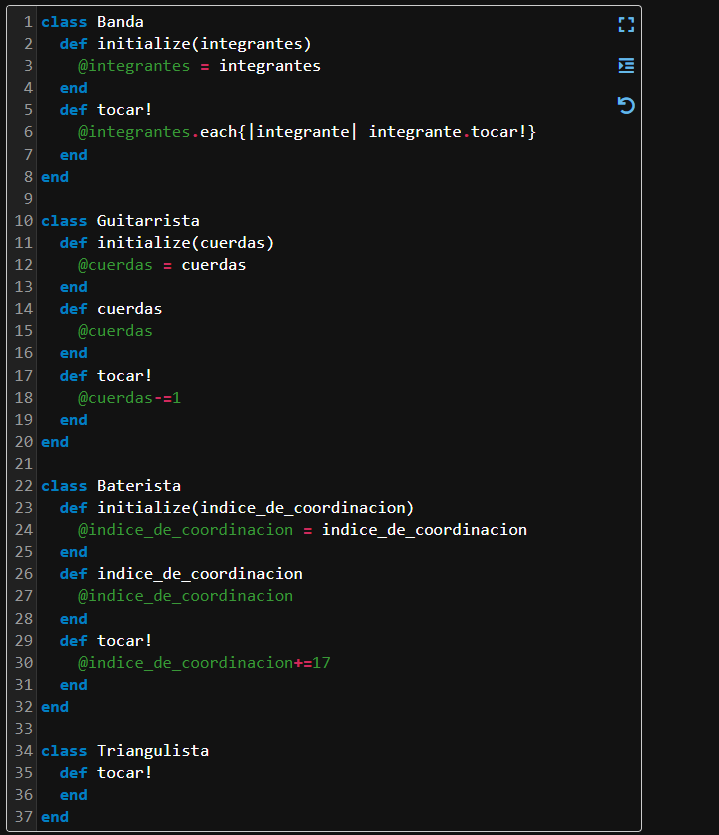 1 class Banda
2   def initialize(integrantes)
3     @integrantes = integrantes
4   end
5   def tocar!
6     @integrantes.each{|integrante| integrante.tocar!}
7   end
8 end
9
10 class Guitarrista
11   def initialize(cuerdas)
12     @cuerdas = cuerdas
13   end
14   def cuerdas
15     @cuerdas
16   end
17   def tocar!
18     @cuerdas-=1
19   end
20 end
21
22 class Baterista
23   def initialize(indice_de_coordinacion)
24     @indice_de_coordinacion = indice_de_coordinacion
25   end
26   def indice_de_coordinacion
27     @indice_de_coordinacion
28   end
29   def tocar!
30     @indice_de_coordinacion+=17
31   end
32 end
33
34 class Triangulista
35   def tocar!
36   end
37 end